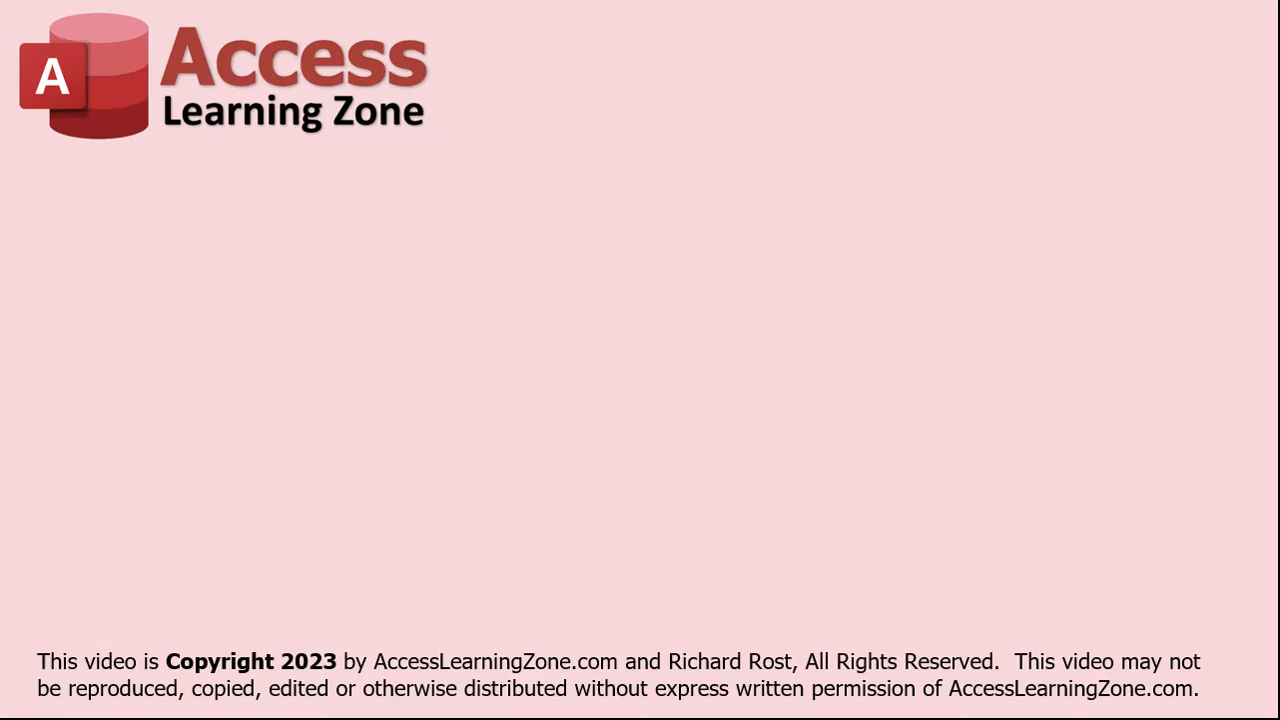 A
Access
Learning Zone
This video is Copyright 2023 by AccessLearningZone.com and Richard Rost, All Rights Reserved.  This video may not
be reproduced, copied, edited or otherwise distributed without express written permission of AccessLearningZone.com.